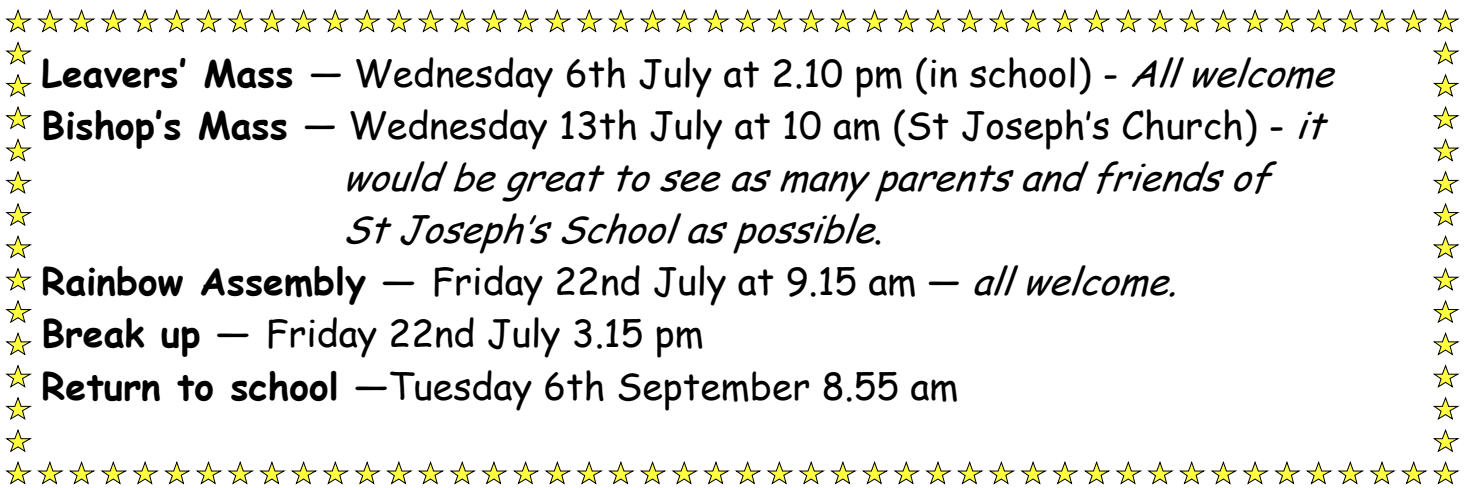 Leavers’ Mass — Wednesday 6th July at 2.10 pm (in school) - All welcome
Bishop’s Mass — Wednesday 13th July at 10 am (St Joseph’s Church) - it
would be great to see as many parents and friends of
St Joseph’s School as possible.
Rainbow Assembly — Friday 22nd July at 9.15 am — all welcome.
Break up — Friday 22nd July 3.15 pm
Return to school —Tuesday 6th September 8.55 am